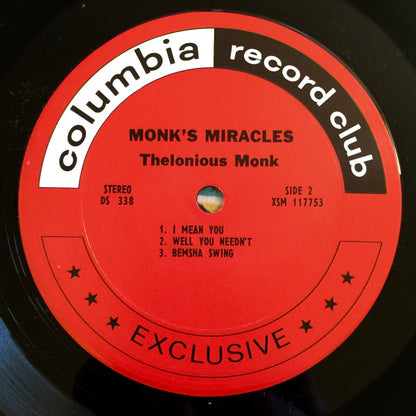 columbia record club
MONK'S MIRACLES
Thelonious Monk
STEREO
DS 338
SIDE 2
XSM 117753
1. I MEAN YOU
2. WELL YOU NEEDN'T
3. BEMSHA SWING
★ ★ ★ EXCLUSIVE ★ ★ ★